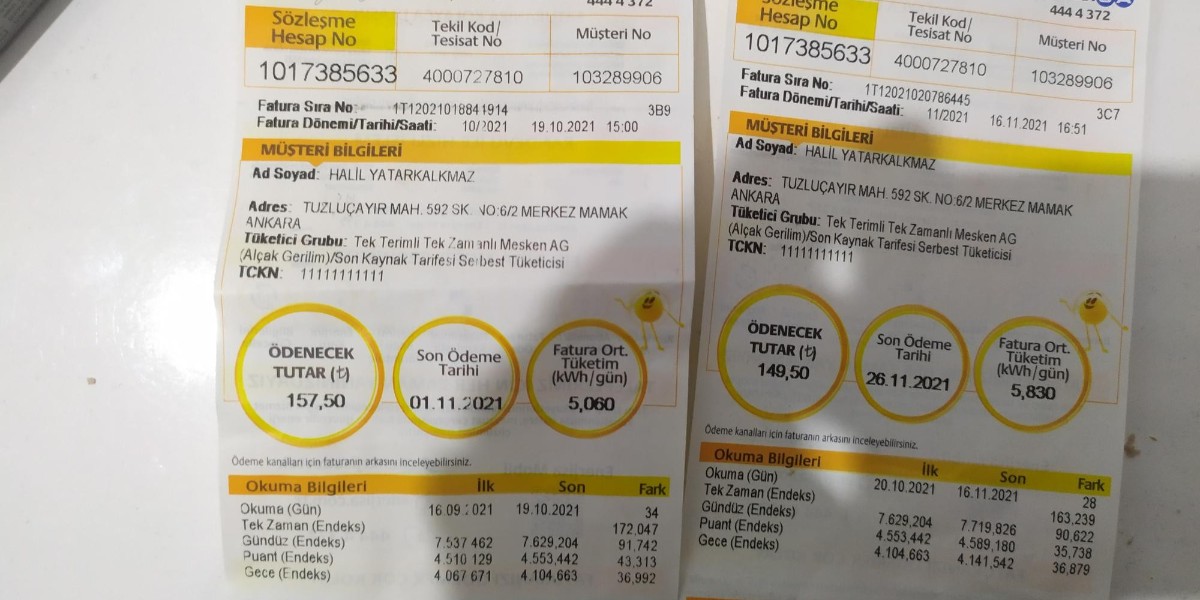 444 4 372
Sözleşme
Hesap No
Tekil Kod/
Tesisat No
Müşteri No
1017385633
4000727810
103289906
Fatura Sıra No: 1T12021018841914
3B9
Fatura Dönemi/Tarihi/Saati: 10/2021 19.10.2021 15:00
MÜŞTERİ BİLGİLERİ
Ad Soyad: HALİL YATARKALKMAZ
Adres: TUZLUÇAYIR MAH. 592 SK. NO:6/2 MERKEZ MAMAK
ANKARA
Tüketici Grubu: Tek Terimli Tek Zamanlı Mesken AG
(Alçak Gerilim)/Son Kaynak Tarifesi Serbest Tüketicisi
TCKN: 11111111111
ÖDENECEK
TUTAR (₺)
157,50
Son Ödeme
Tarihi
01.11.2021
Fatura Ort.
Tüketim
(kWh/gün)
5,060
Ödeme kanalları için faturanın arkasını inceleyebilirsiniz.
Okuma Bilgileri İlk Son Fark
Okuma (Gün) 16.09.2021 19.10.2021 34
Tek Zaman (Endeks) 172,047
Gündüz (Endeks) 7.537,462 7.629,204 91,742
Puant (Endeks) 4.510,129 4.553,442 43,313
Gece (Endeks) 4.067,671 4.104,663 36,992
444 4 372
Sözleşme
Hesap No
Tekil Kod/
Tesisat No
Müşteri No
1017385633
4000727810
103289906
Fatura Sıra No: 1T12021020786445
3C7
Fatura Dönemi/Tarihi/Saati: 11/2021 16.11.2021 16:51
MÜŞTERİ BİLGİLERİ
Ad Soyad: HALİL YATARKALKMAZ
Adres: TUZLUÇAYIR MAH. 592 SK. NO:6/2 MERKEZ MAMAK
ANKARA
Tüketici Grubu: Tek Terimli Tek Zamanlı Mesken AG
(Alçak Gerilim)/Son Kaynak Tarifesi Serbest Tüketicisi
TCKN: 11111111111
ÖDENECEK
TUTAR (₺)
149,50
Son Ödeme
Tarihi
26.11.2021
Fatura Ort.
Tüketim
(kWh/gün)
5,830
Ödeme kanalları için faturanın arkasını inceleyebilirsiniz.
Okuma Bilgileri İlk Son Fark
Okuma (Gün) 20.10.2021 16.11.2021 28
Tek Zaman (Endeks) 163,239
Gündüz (Endeks) 7.629,204 7.719,826 90,622
Puant (Endeks) 4.553,442 4.589,180 35,738
Gece (Endeks) 4.104,663 4.141,542 36,879